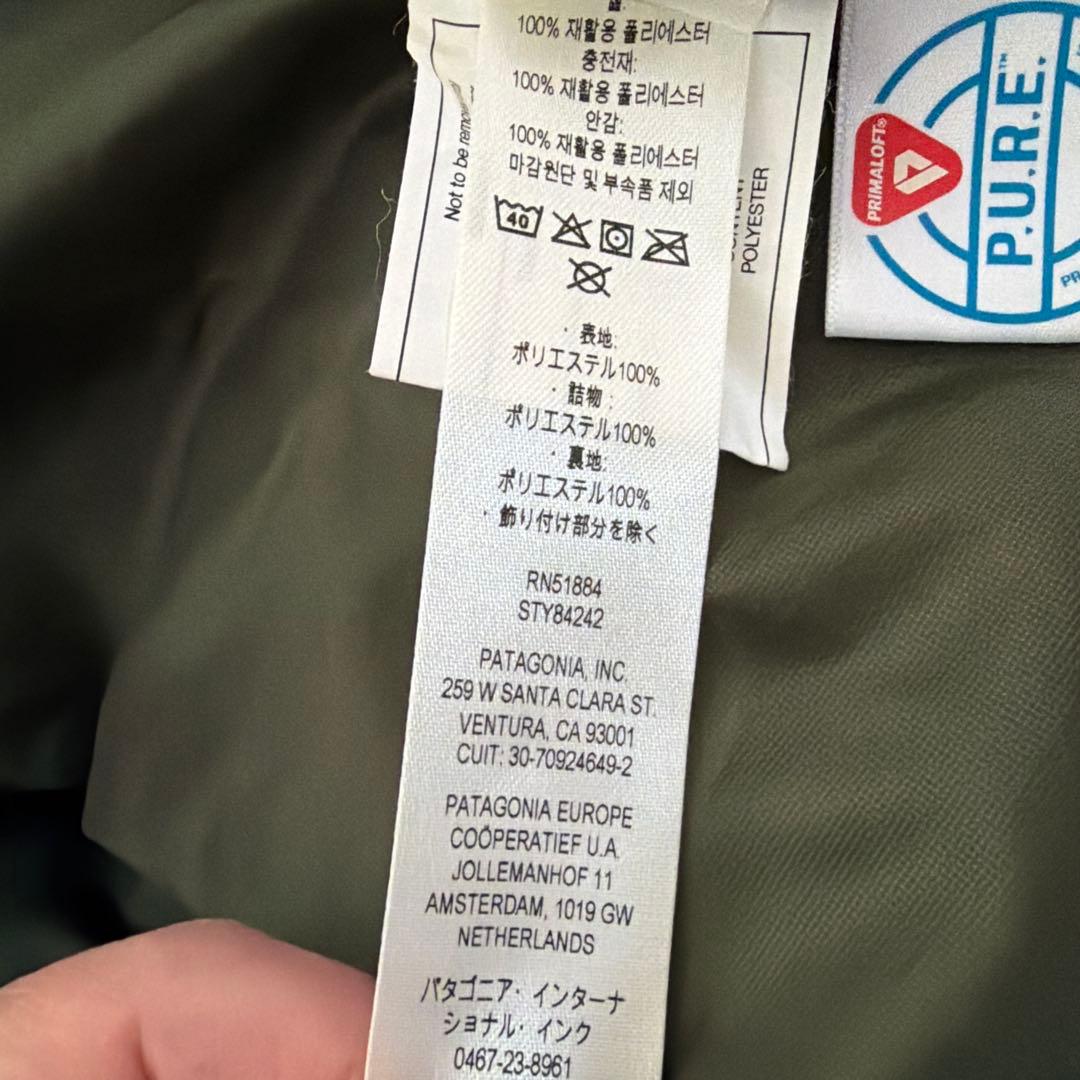 100% 재활용 폴리에스터
충전재:
100% 재활용 폴리에스터
안감:
100% 재활용 폴리에스터
마감원단 및 부속품 제외
40
・表地:
ポリエステル100%
・詰物:
ポリエステル100%
・裏地:
ポリエステル100%
・飾り付け部分を除く
RN51884
STY84242
PATAGONIA, INC.
259 W SANTA CLARA ST.
VENTURA, CA 93001
CUIT: 30-70924649-2
PATAGONIA EUROPE
COÖPERATIEF U.A.
JOLLEMANHOF 11
AMSTERDAM, 1019 GW
NETHERLANDS
パタゴニア・インターナ
ショナル・インク
0467-23-8961
Not to be
POLYESTER
PRIMALOFT®
P.U.R.E.™